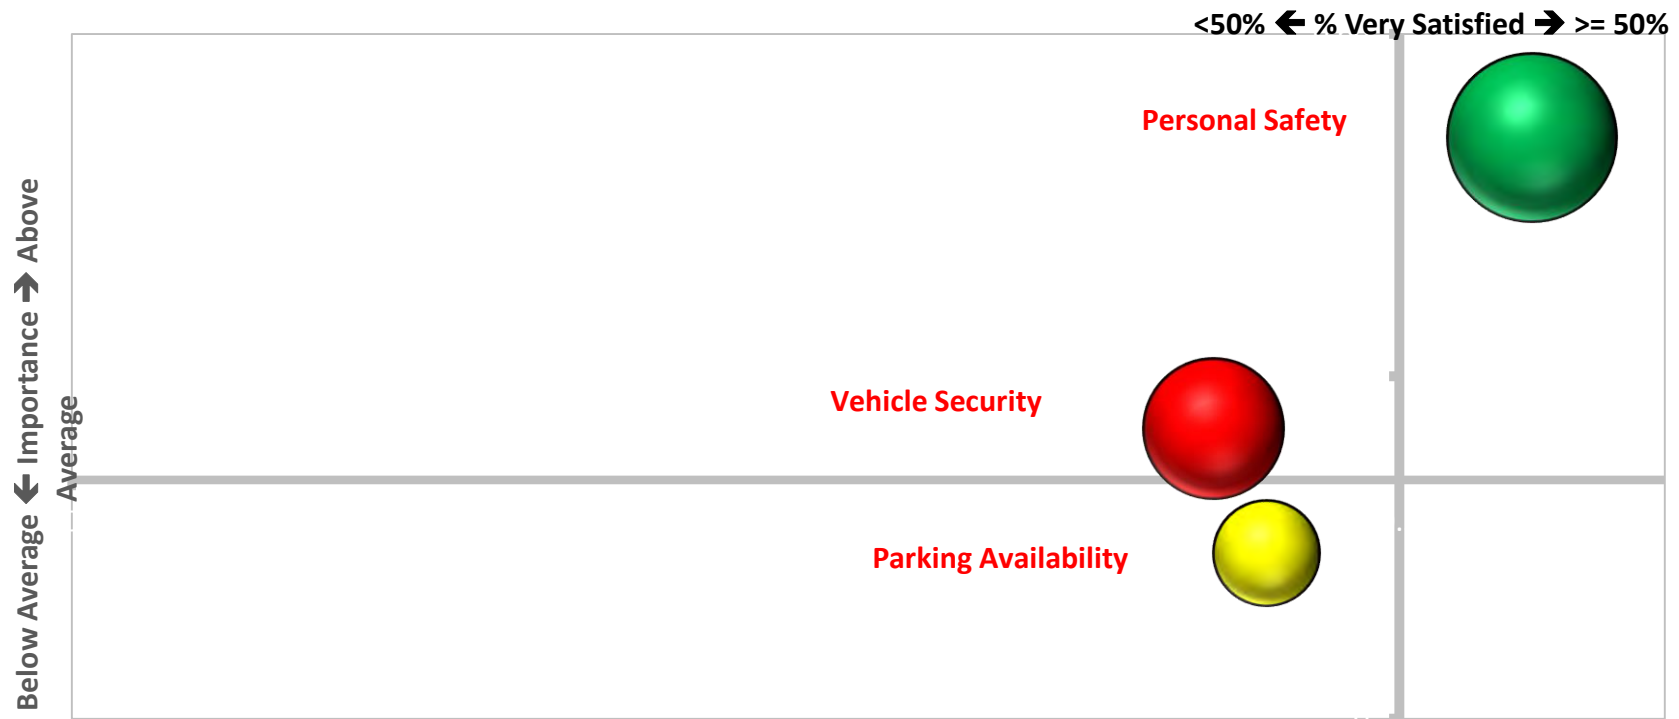 <50% 🡸 % Very Satisfied 🡺 >= 50%
Personal Safety
Vehicle Security
Parking Availability
Below Average 🡸 Importance 🡺 Above
Average